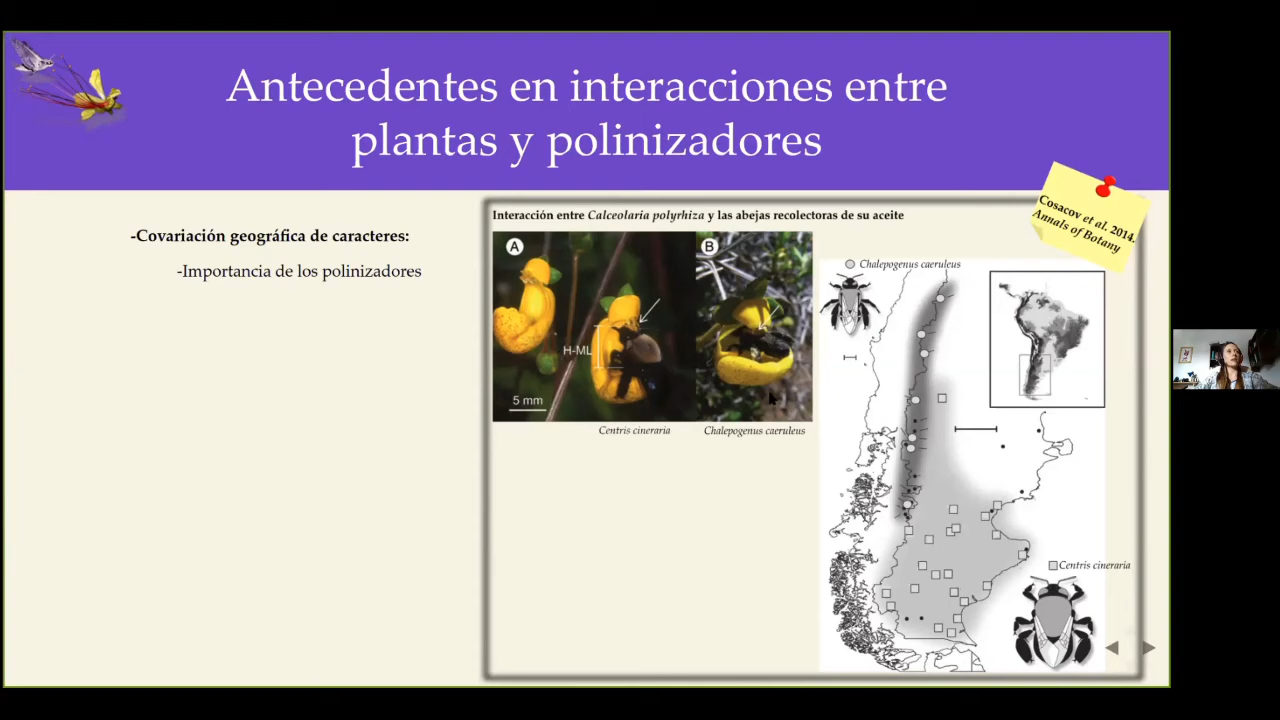 Antecedentes en interacciones entre
plantas y polinizadores
-Covariación geográfica de caracteres:
-Importancia de los polinizadores
Interacción entre Calceolaria polyrhiza y las abejas recolectoras de su aceite
Cosacov et al. 2014.
Annals of Botany
A
B
H-ML
5 mm
Centris cineraria
Chalepogenus caeruleus
Chalepogenus caeruleus
Centris cineraria